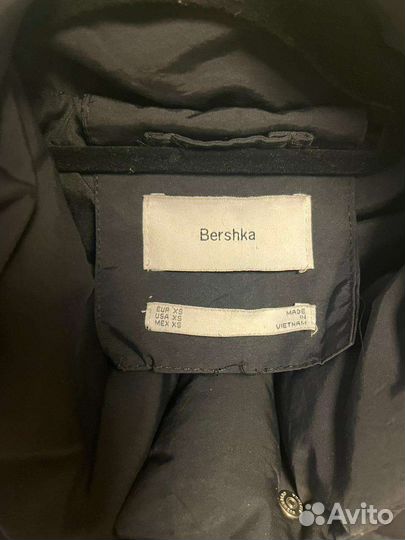 Bershka
EUR XS
USA XS
MEX XS
MADE
IN
VIETNAM
Avito